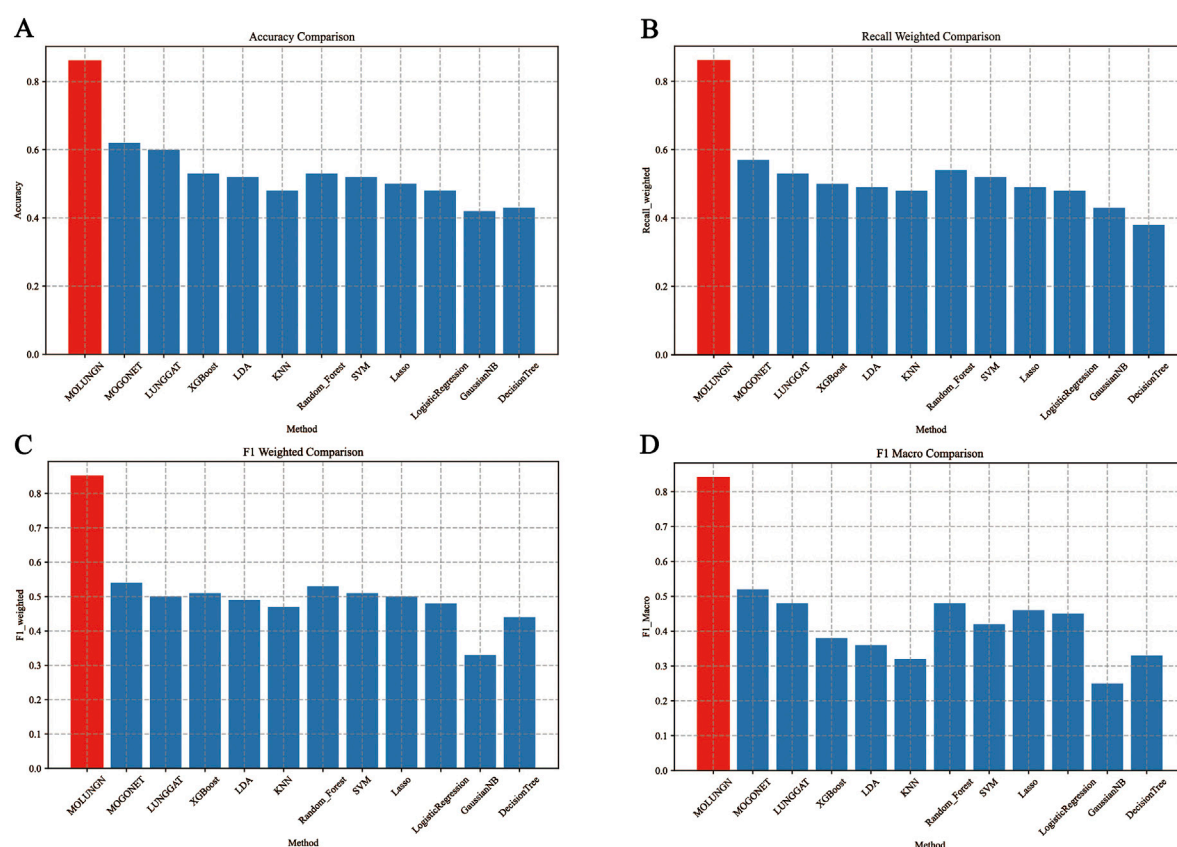 A
Accuracy Comparison
Accuracy
0.8
0.6
0.4
0.2
0.0
MOLUNGN
MOGONET
LUNGGAT
XGBoost
LDA
KNN
Random_Forest
SVM
Lasso
LogisticRegression
GaussianNB
DecisionTree
Method
B
Recall Weighted Comparison
Recall_weighted
0.8
0.6
0.4
0.2
0.0
MOLUNGN
MOGONET
LUNGGAT
XGBoost
LDA
KNN
Random_Forest
SVM
Lasso
LogisticRegression
GaussianNB
DecisionTree
Method
C
F1 Weighted Comparison
F1_weighted
0.8
0.7
0.6
0.5
0.4
0.3
0.2
0.1
0.0
MOLUNGN
MOGONET
LUNGGAT
XGBoost
LDA
KNN
Random_Forest
SVM
Lasso
LogisticRegression
GaussianNB
DecisionTree
Method
D
F1 Macro Comparison
F1_Macro
0.8
0.7
0.6
0.5
0.4
0.3
0.2
0.1
0.0
MOLUNGN
MOGONET
LUNGGAT
XGBoost
LDA
KNN
Random_Forest
SVM
Lasso
LogisticRegression
GaussianNB
DecisionTree
Method